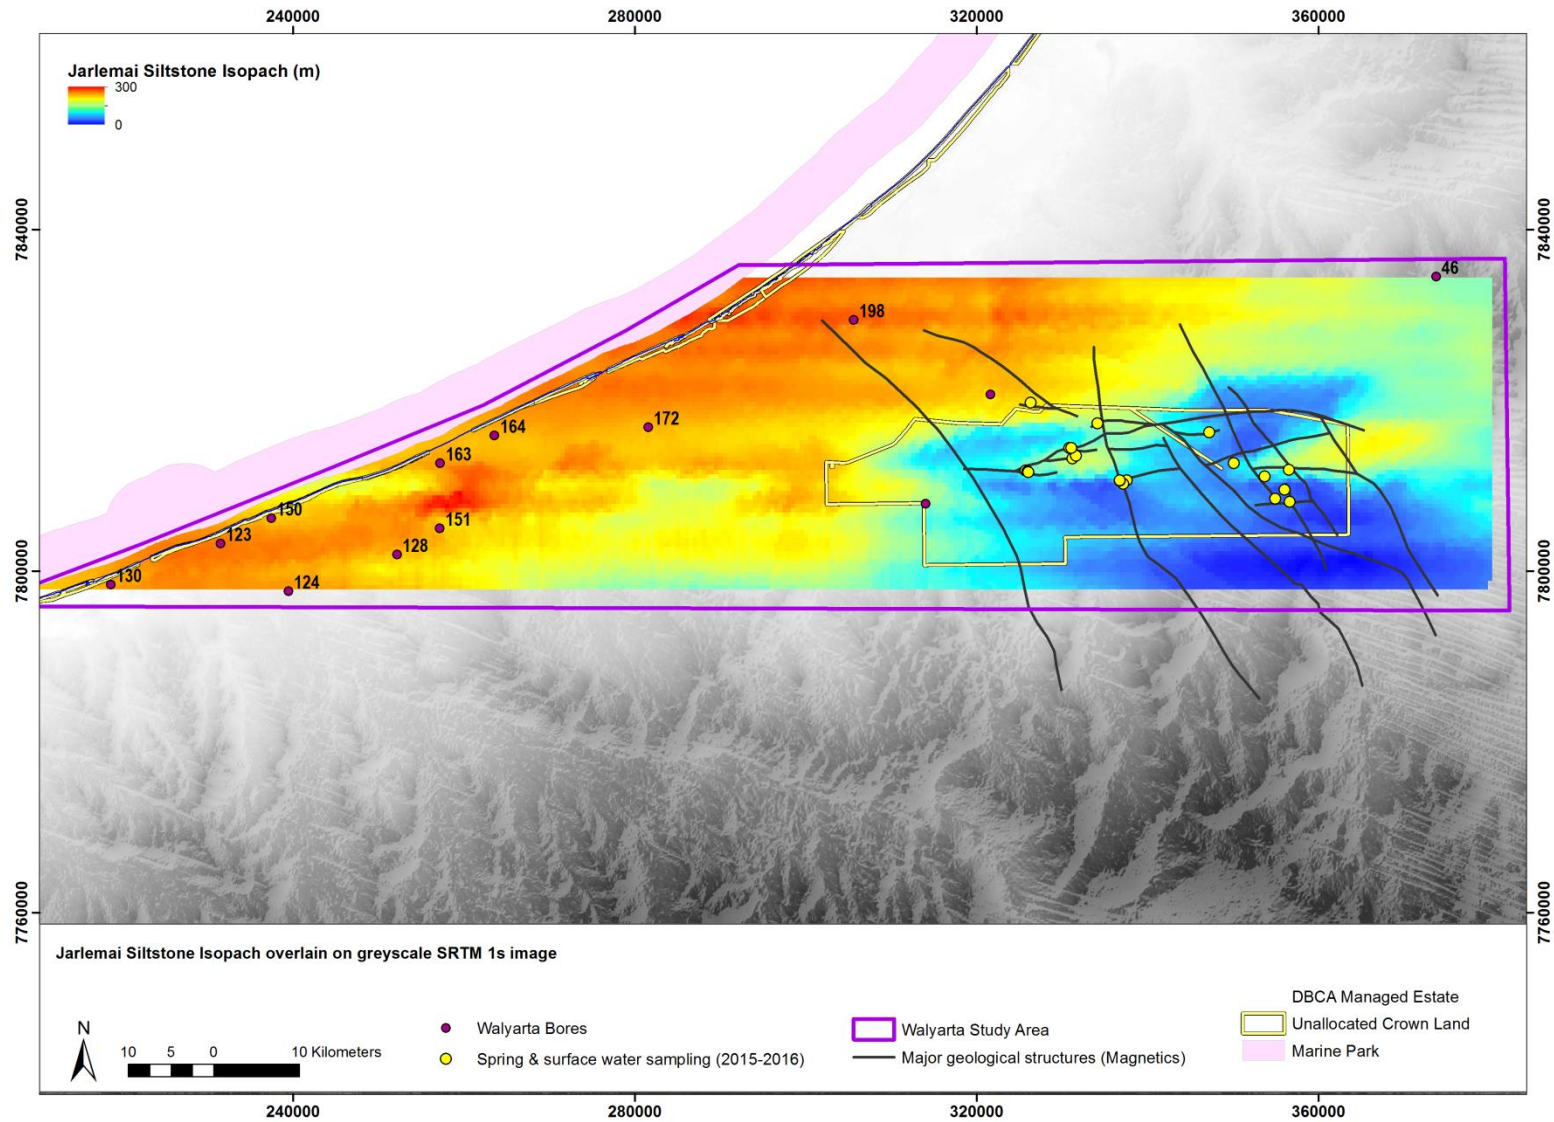 240000
280000
320000
360000
Jarlemai Siltstone Isopach (m)
300
0
7840000
7840000
46
198
172
164
163
150
151
123
128
130
124
7800000
7800000
7760000
7760000
Jarlemai Siltstone Isopach overlain on greyscale SRTM 1s image
N
10 5 0 10 Kilometers
Walyarta Bores
Spring & surface water sampling (2015-2016)
Walyarta Study Area
Major geological structures (Magnetics)
DBCA Managed Estate
Unallocated Crown Land
Marine Park
240000
280000
320000
360000